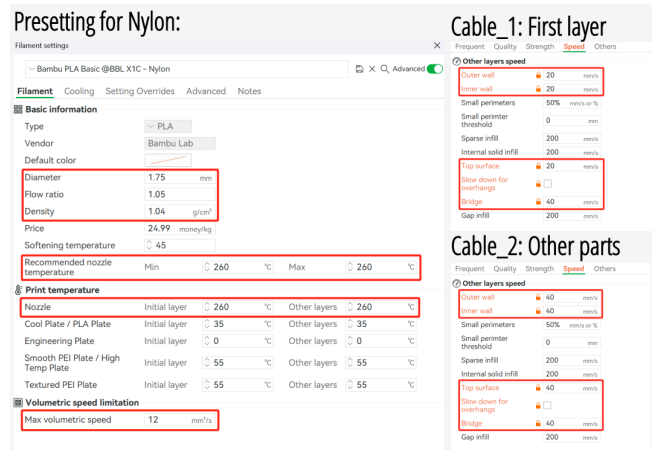 Presetting for Nylon:
Filament settings
Bambu PLA Basic @BBL X1C - Nylon
Advanced
Filament Cooling Setting Overrides Advanced Notes
Basic information
Type PLA
Vendor Bambu Lab
Default color
Diameter 1.75 mm
Flow ratio 1.05
Density 1.04 g/cm³
Price 24.99 money/kg
Softening temperature 45
Recommended nozzle
temperature Min 260 °C Max 260 °C
Print temperature
Nozzle Initial layer 260 °C Other layers 260 °C
Cool Plate / PLA Plate Initial layer 35 °C Other layers 35 °C
Engineering Plate Initial layer 0 °C Other layers 0 °C
Smooth PEI Plate / High
Temp Plate Initial layer 55 °C Other layers 55 °C
Textured PEI Plate Initial layer 55 °C Other layers 55 °C
Volumetric speed limitation
Max volumetric speed 12 mm³/s
Cable_1: First layer
Frequent Quality Strength Speed Others
Other layers speed
Outer wall 20 mm/s
Inner wall 20 mm/s
Small perimeters 50% mm/s or %
Small perimter
threshold 0 mm
Sparse infill 200 mm/s
Internal solid infill 200 mm/s
Top surface 20 mm/s
Slow down for
overhangs
Bridge 40 mm/s
Gap infill 200 mm/s
Cable_2: Other parts
Frequent Quality Strength Speed Others
Other layers speed
Outer wall 40 mm/s
Inner wall 40 mm/s
Small perimeters 50% mm/s or %
Small perimter
threshold 0 mm
Sparse infill 200 mm/s
Internal solid infill 200 mm/s
Top surface 40 mm/s
Slow down for
overhangs
Bridge 40 mm/s
Gap infill 200 mm/s